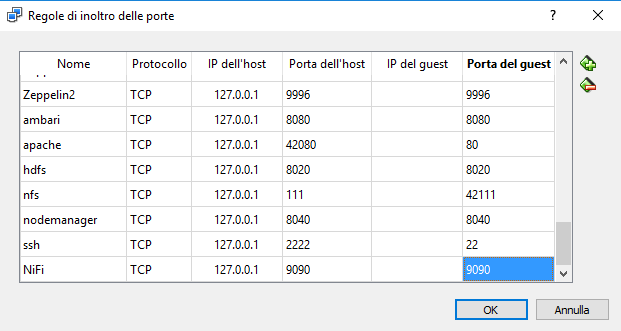 Regole di inoltro delle porte
Nome Protocollo IP dell'host Porta dell'host IP del guest Porta del guest
Zeppelin2 TCP 127.0.0.1 9996 9996
ambari TCP 127.0.0.1 8080 8080
apache TCP 127.0.0.1 42080 80
hdfs TCP 127.0.0.1 8020 8020
nfs TCP 127.0.0.1 111 42111
nodemanager TCP 127.0.0.1 8040 8040
ssh TCP 127.0.0.1 2222 22
NiFi TCP 127.0.0.1 9090 9090
OK Annulla